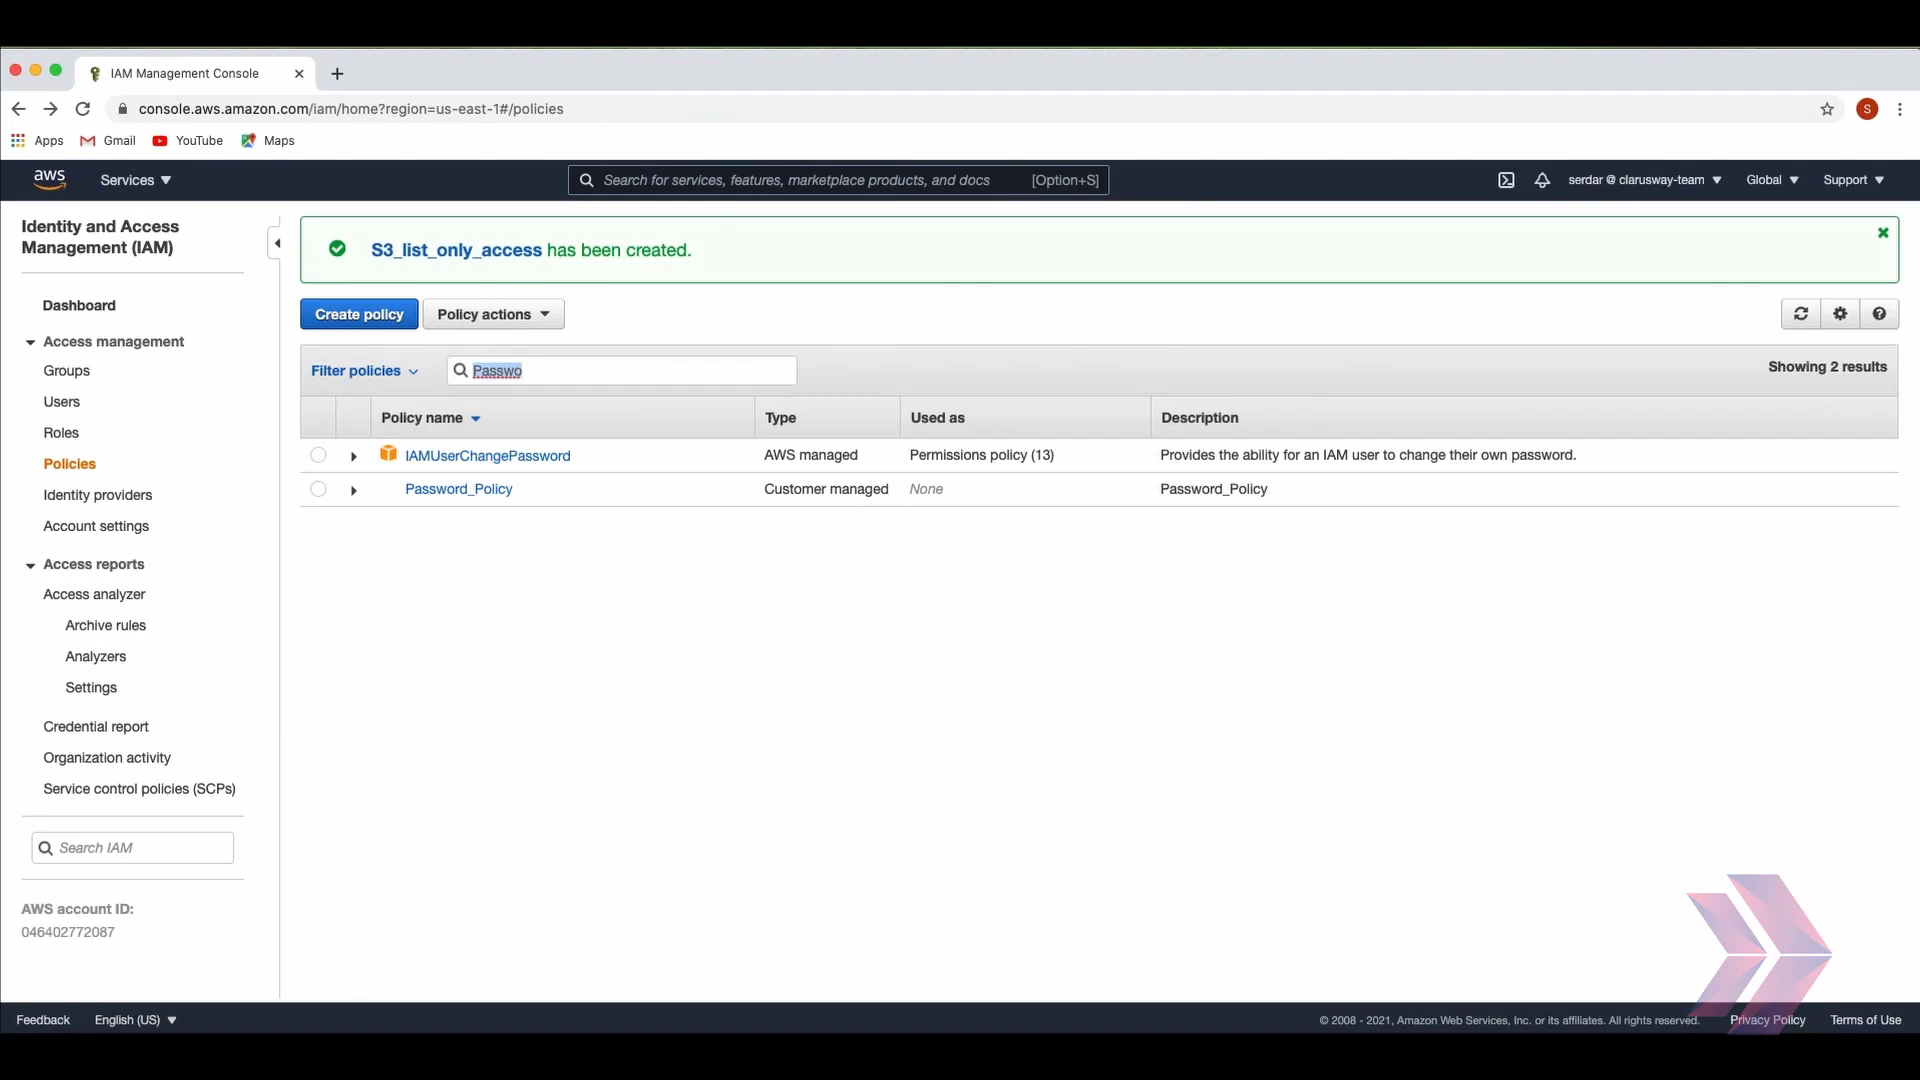 IAM Management Console
console.aws.amazon.com/iam/home?region=us-east-1#/policies
S
Apps Gmail YouTube Maps
aws Services Search for services, features, marketplace products, and docs [Option+S] serdar @ clarusway-team Global Support
Identity and Access
Management (IAM)
Dashboard
Access management
Groups
Users
Roles
Policies
Identity providers
Account settings
Access reports
Access analyzer
Archive rules
Analyzers
Settings
Credential report
Organization activity
Service control policies (SCPs)
Search IAM
AWS account ID:
046402772087
S3_list_only_access has been created.
Create policy Policy actions
Filter policies Passwo Showing 2 results
Policy name Type Used as Description
IAMUserChangePassword AWS managed Permissions policy (13) Provides the ability for an IAM user to change their own password.
Password_Policy Customer managed None Password_Policy
Feedback English (US) © 2008 - 2021, Amazon Web Services, Inc. or its affiliates. All rights reserved. Privacy Policy Terms of Use